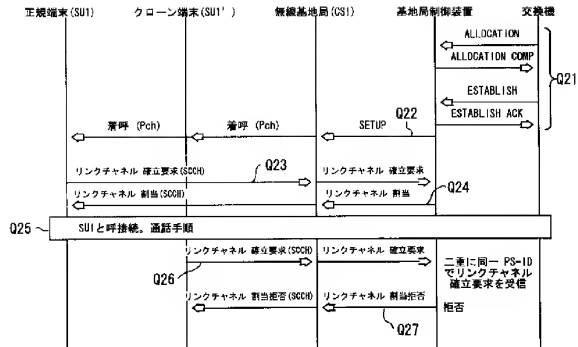 正規端末(SU1)
クローン端末(SU1')
無線基地局(CS1)
基地局制御装置
交換機
ALLOCATION
ALLOCATION COMP
Q21
ESTABLISH
ESTABLISH ACK
Q22
着呼 (Pch)
着呼 (Pch)
SETUP
Q23
リンクチャネル 確立要求(SCCH)
リンクチャネル 確立要求
リンクチャネル 割当(SCCH)
リンクチャネル 割当
Q24
Q25
SU1と呼接続。通話手順
リンクチャネル 確立要求(SCCH)
リンクチャネル 確立要求
Q26
二重に同一 PS-ID
でリンクチャネル
確立要求を受信
リンクチャネル 割当拒否(SCCH)
リンクチャネル 割当拒否
拒否
Q27